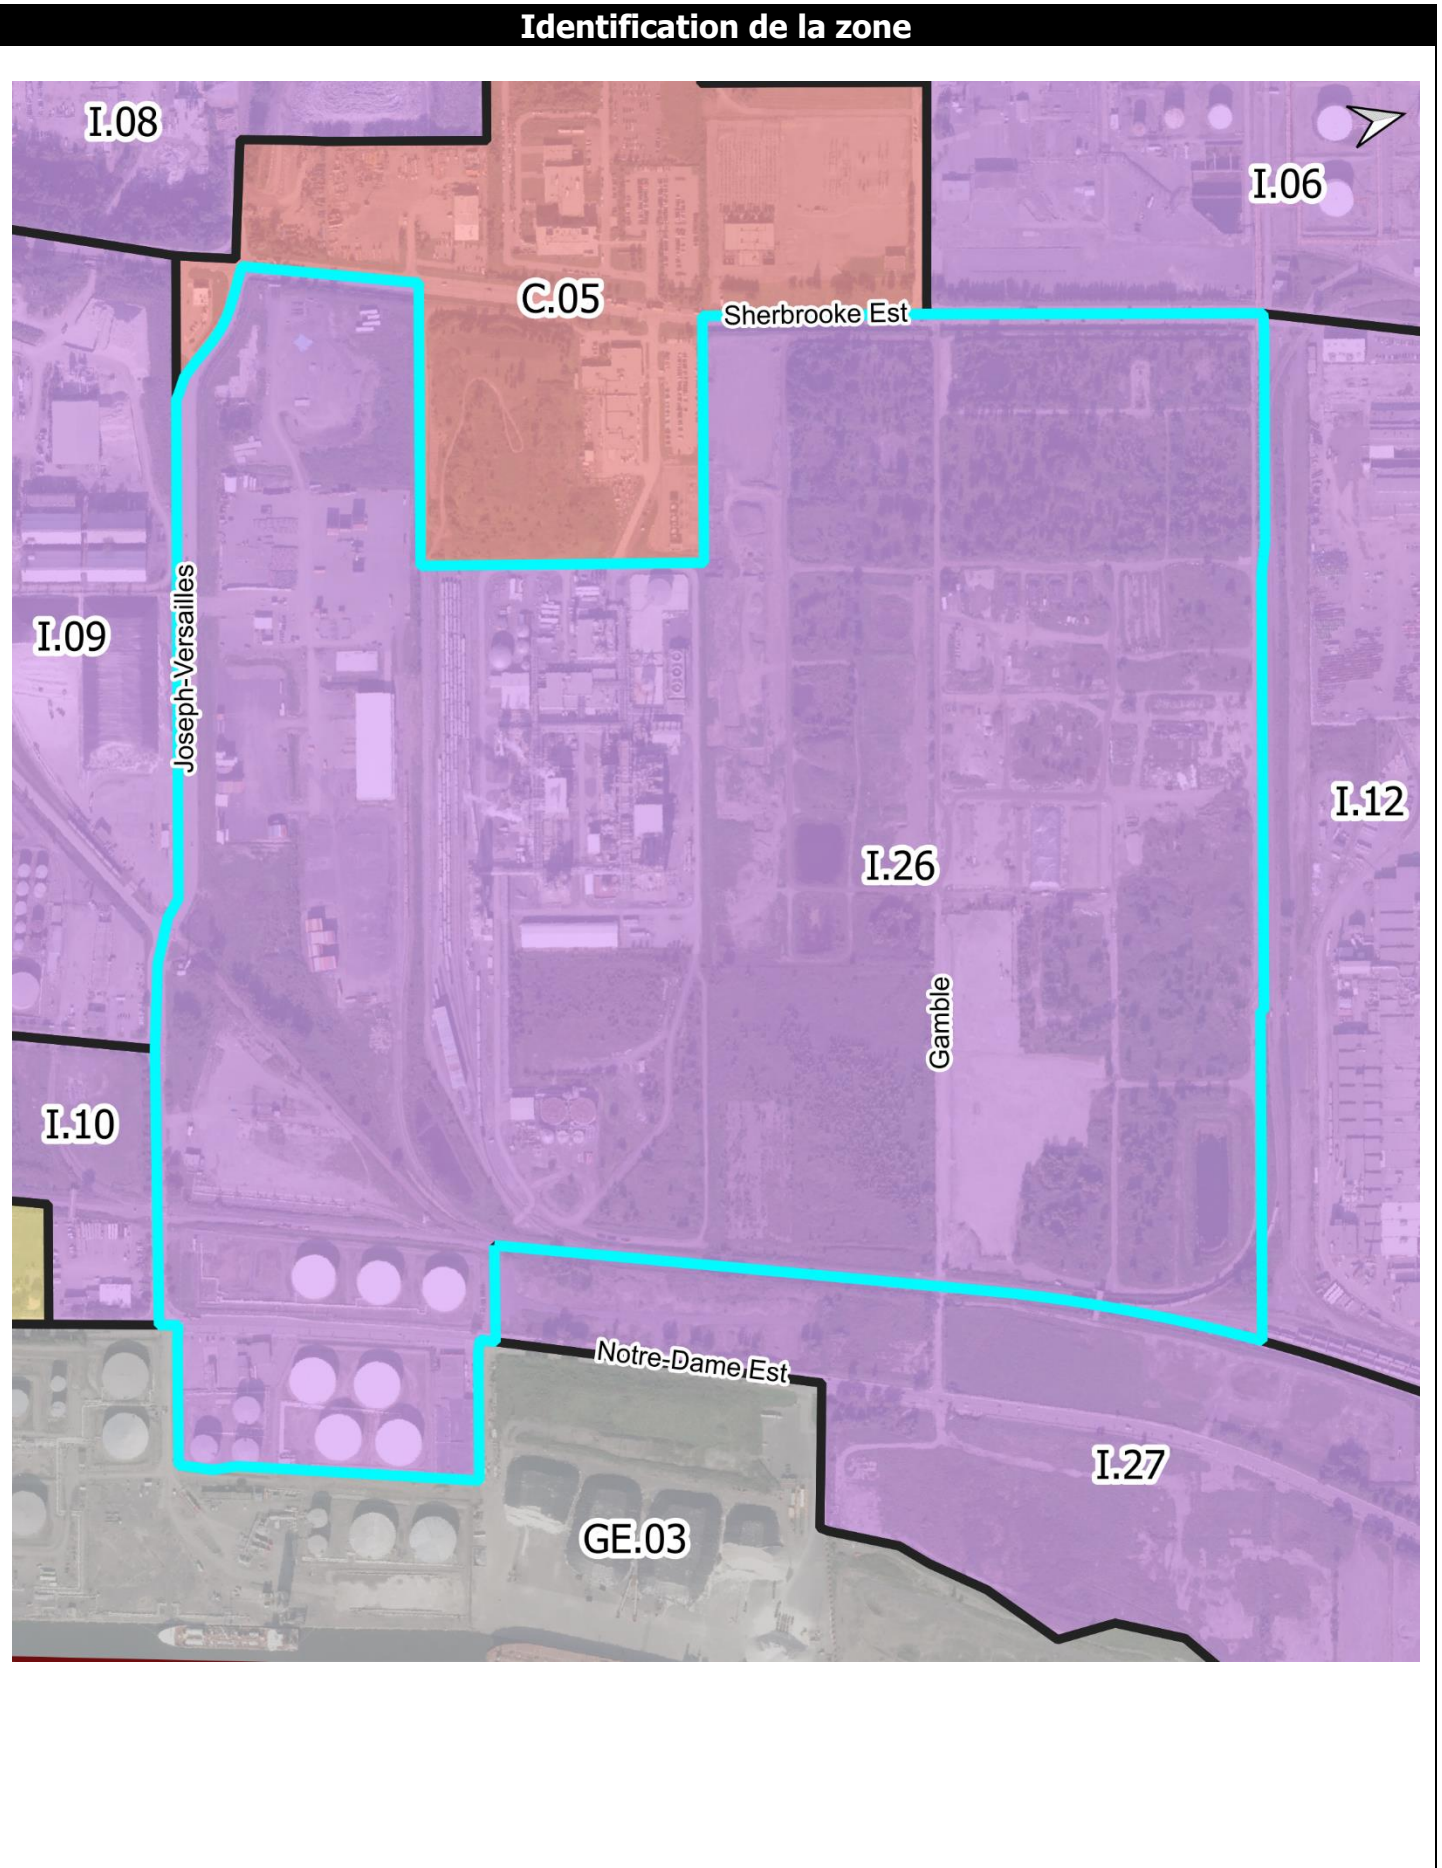 Identification de la zone
I.08
I.06
C.05
Sherbrooke Est
Joseph-Versailles
I.09
I.12
I.26
Gamble
I.10
Notre-Dame Est
I.27
GE.03